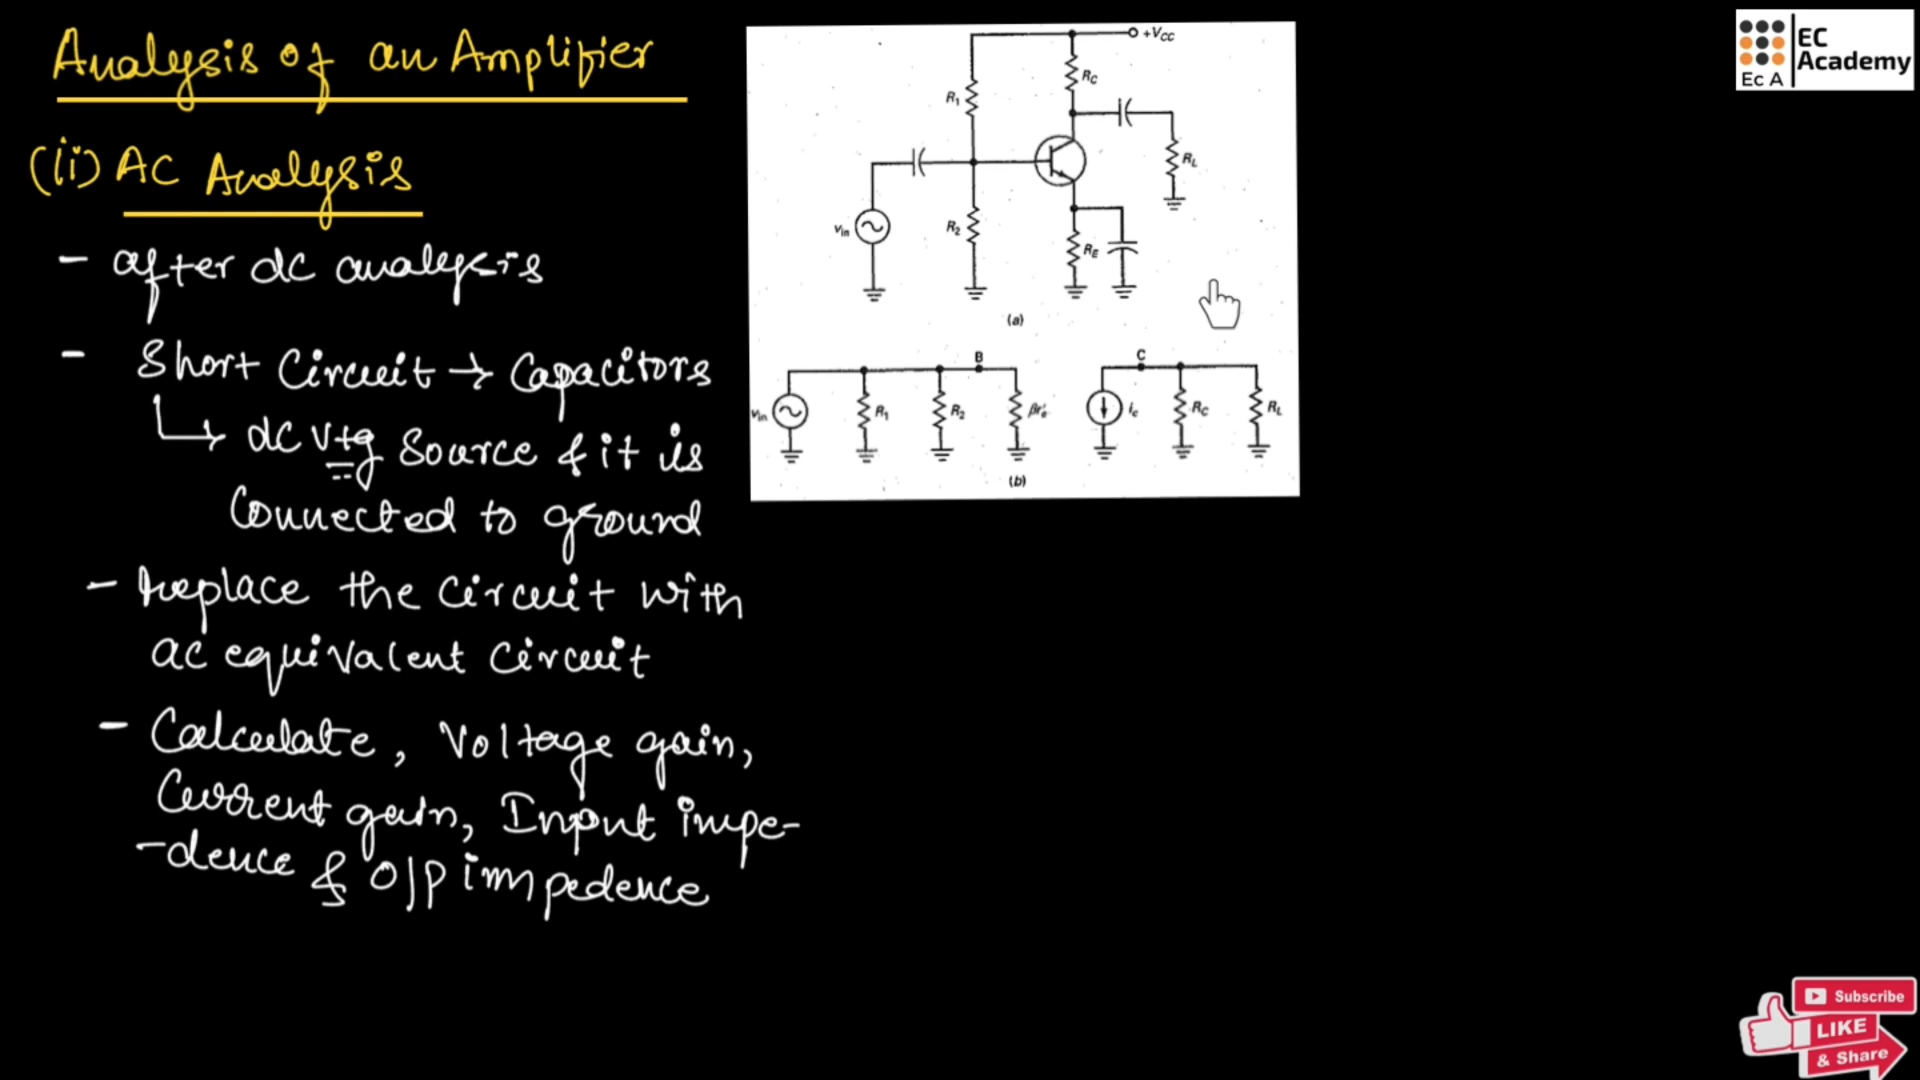 Analysis of an Amplifier
(ii) AC Analysis
- after dc analysis
- Short Circuit → Capacitors
↳ dc Vtg Source & it is
Connected to ground
- Replace the Circuit with
ac equivalent Circuit
- Calculate, Voltage gain,
Current gain, Input impe-
-dence & O/P impedence
+VCC
RC
R1
RL
vin
R2
RE
(a)
B
C
vin
R1
R2
βr'e
ic
RC
RL
(b)
EC
Academy
Ec A
Subscribe
LIKE
& Share